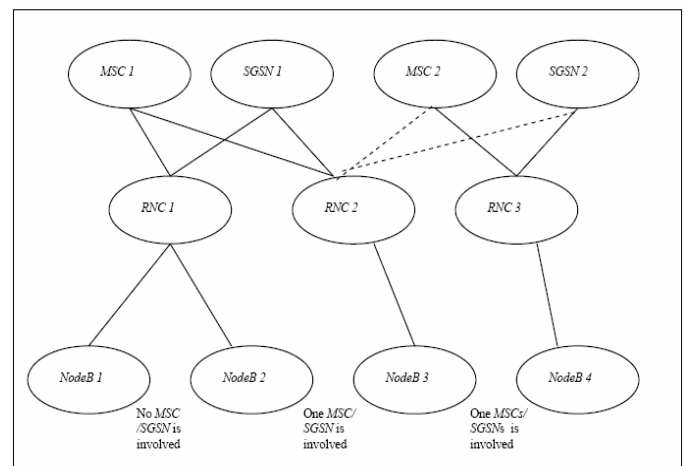 MSC 1
SGSN 1
MSC 2
SGSN 2
RNC 1
RNC 2
RNC 3
NodeB 1
NodeB 2
NodeB 3
NodeB 4
No MSC
/SGSN is
involved
One MSC/
SGSN is
involved
One MSCs/
SGSNs is
involved